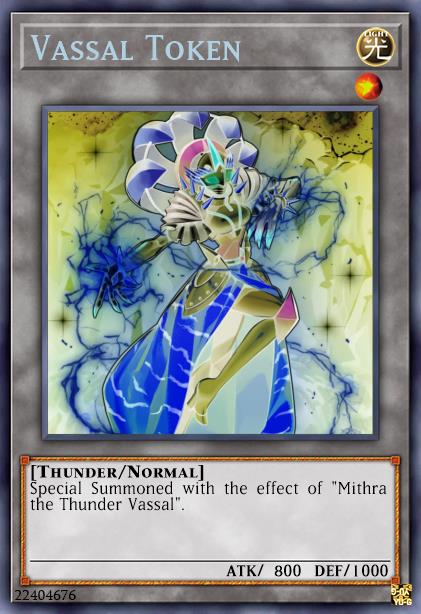 Vassal Token
LIGHT
光
[Thunder/Normal]
Special Summoned with the effect of "Mithra
the Thunder Vassal".
ATK/ 800 DEF/1000
22404676